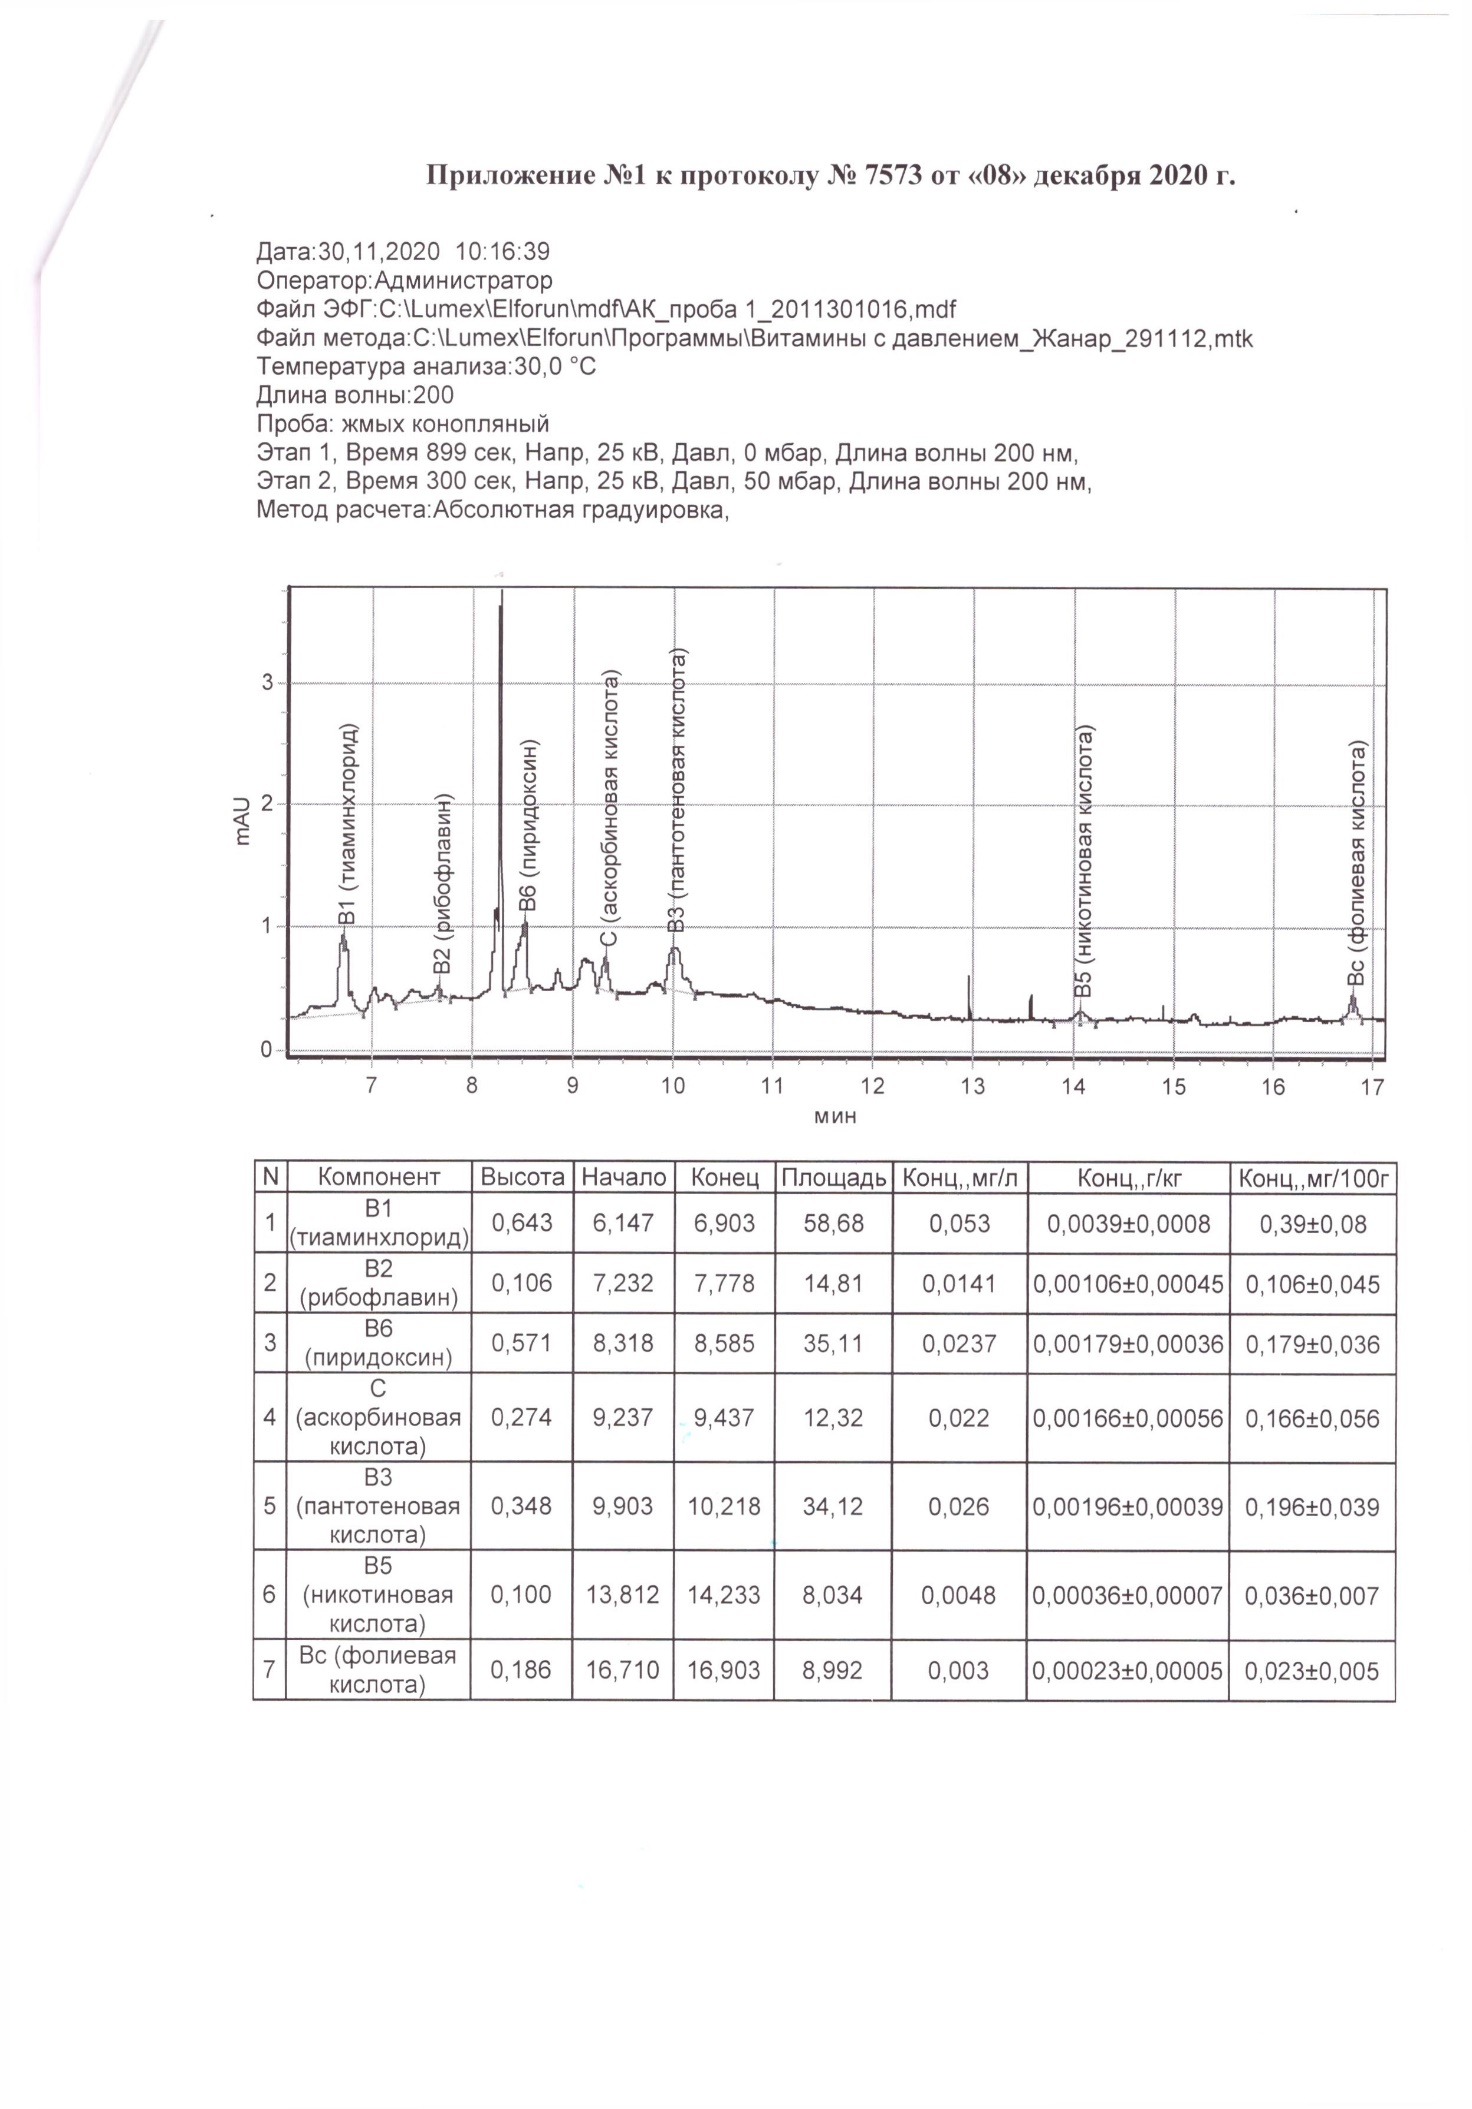 Приложение №1 к протоколу № 7573 от «08» декабря 2020 г.
Дата:30,11,2020 10:16:39
Оператор:Администратор
Файл ЭФГ:C:\Lumex\Elforun\mdf\АК_проба 1_2011301016,mdf
Файл метода:C:\Lumex\Elforun\Программы\Витамины с давлением_Жанар_291112,mtk
Температура анализа:30,0 °C
Длина волны:200
Проба: жмых конопляный
Этап 1, Время 899 сек, Напр, 25 кВ, Давл, 0 мбар, Длина волны 200 нм,
Этап 2, Время 300 сек, Напр, 25 кВ, Давл, 50 мбар, Длина волны 200 нм,
Метод расчета:Абсолютная градуировка,
mAU
3
2
1
0
B1 (тиаминхлорид)
B2 (рибофлавин)
B6 (пиридоксин)
C (аскорбиновая кислота)
B3 (пантотеновая кислота)
B5 (никотиновая кислота)
Bc (фолиевая кислота)
7 8 9 10 11 12 13 14 15 16 17
мин
N Компонент Высота Начало Конец Площадь Конц,,мг/л Конц,,г/кг Конц,,мг/100г
1 B1 (тиаминхлорид) 0,643 6,147 6,903 58,68 0,053 0,0039±0,0008 0,39±0,08
2 B2 (рибофлавин) 0,106 7,232 7,778 14,81 0,0141 0,00106±0,00045 0,106±0,045
3 B6 (пиридоксин) 0,571 8,318 8,585 35,11 0,0237 0,00179±0,00036 0,179±0,036
4 C (аскорбиновая кислота) 0,274 9,237 9,437 12,32 0,022 0,00166±0,00056 0,166±0,056
5 B3 (пантотеновая кислота) 0,348 9,903 10,218 34,12 0,026 0,00196±0,00039 0,196±0,039
6 B5 (никотиновая кислота) 0,100 13,812 14,233 8,034 0,0048 0,00036±0,00007 0,036±0,007
7 Bc (фолиевая кислота) 0,186 16,710 16,903 8,992 0,003 0,00023±0,00005 0,023±0,005